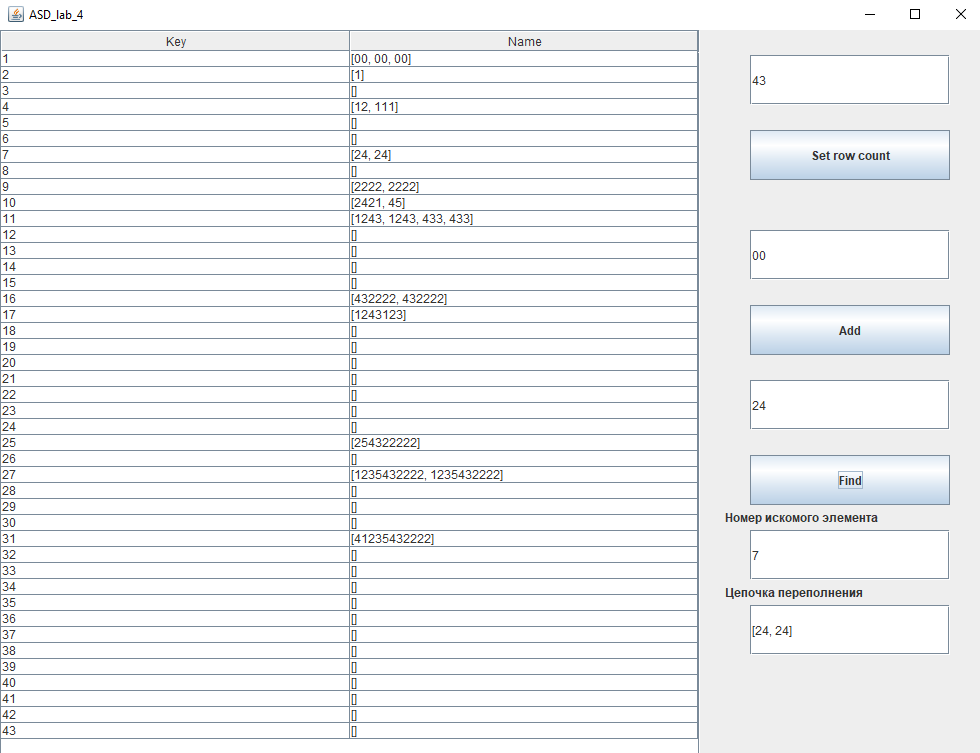 ASD_lab_4
Key Name
1 [00, 00, 00]
2 [1]
3 []
4 [12, 111]
5 []
6 []
7 [24, 24]
8 []
9 [2222, 2222]
10 [2421, 45]
11 [1243, 1243, 433, 433]
12 []
13 []
14 []
15 []
16 [432222, 432222]
17 [1243123]
18 []
19 []
20 []
21 []
22 []
23 []
24 []
25 [254322222]
26 []
27 [1235432222, 1235432222]
28 []
29 []
30 []
31 [41235432222]
32 []
33 []
34 []
35 []
36 []
37 []
38 []
39 []
40 []
41 []
42 []
43 []
43
Set row count
00
Add
24
Find
Номер искомого элемента
7
Цепочка переполнения
[24, 24]